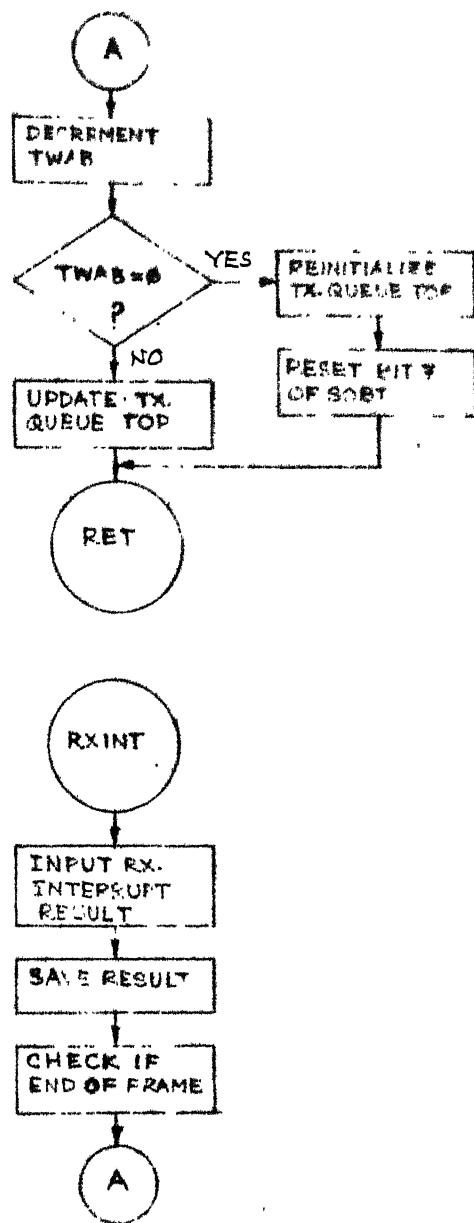 A
DECREMENT
TWAB
TWAB=0
?
YES
REINITIALIZE
TX. QUEUE TOP
NO
RESET BIT 7
OF SOBT
UPDATE TX.
QUEUE TOP
RET
RXINT
INPUT RX.
INTERRUPT
RESULT
SAVE RESULT
CHECK IF
END OF FRAME
A